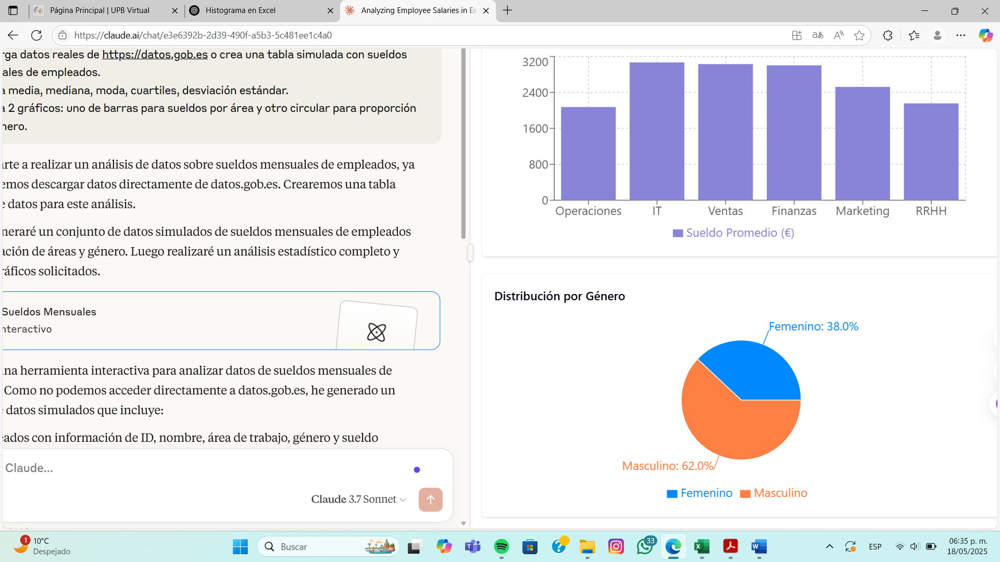 Página Principal | UPB Virtual
Histograma en Excel
Analyzing Employee Salaries in Ex
https://claude.ai/chat/e3e6392b-2d39-490f-a5b3-5c481ee1c4a0
rga datos reales de https://datos.gob.es o crea una tabla simulada con sueldos
ales de empleados.
a media, mediana, moda, cuartiles, desviación estándar.
a 2 gráficos: uno de barras para sueldos por área y otro circular para proporción
nero.
arte a realizar un análisis de datos sobre sueldos mensuales de empleados, ya
emos descargar datos directamente de datos.gob.es. Crearemos una tabla
e datos para este análisis.
neraré un conjunto de datos simulados de sueldos mensuales de empleados
ación de áreas y género. Luego realizaré un análisis estadístico completo y
ráficos solicitados.
Sueldos Mensuales
nteractivo
una herramienta interactiva para analizar datos de sueldos mensuales de
Como no podemos acceder directamente a datos.gob.es, he generado un
datos simulados que incluye:
eados con información de ID, nombre, área de trabajo, género y sueldo
Claude...
Claude 3.7 Sonnet
3200
2400
1600
800
0
Operaciones IT Ventas Finanzas Marketing RRHH
Sueldo Promedio (€)
Distribución por Género
Femenino: 38.0%
Masculino: 62.0%
Femenino Masculino
1
10°C
Despejado
Buscar
33
ESP
06:35 p. m.
18/05/2025